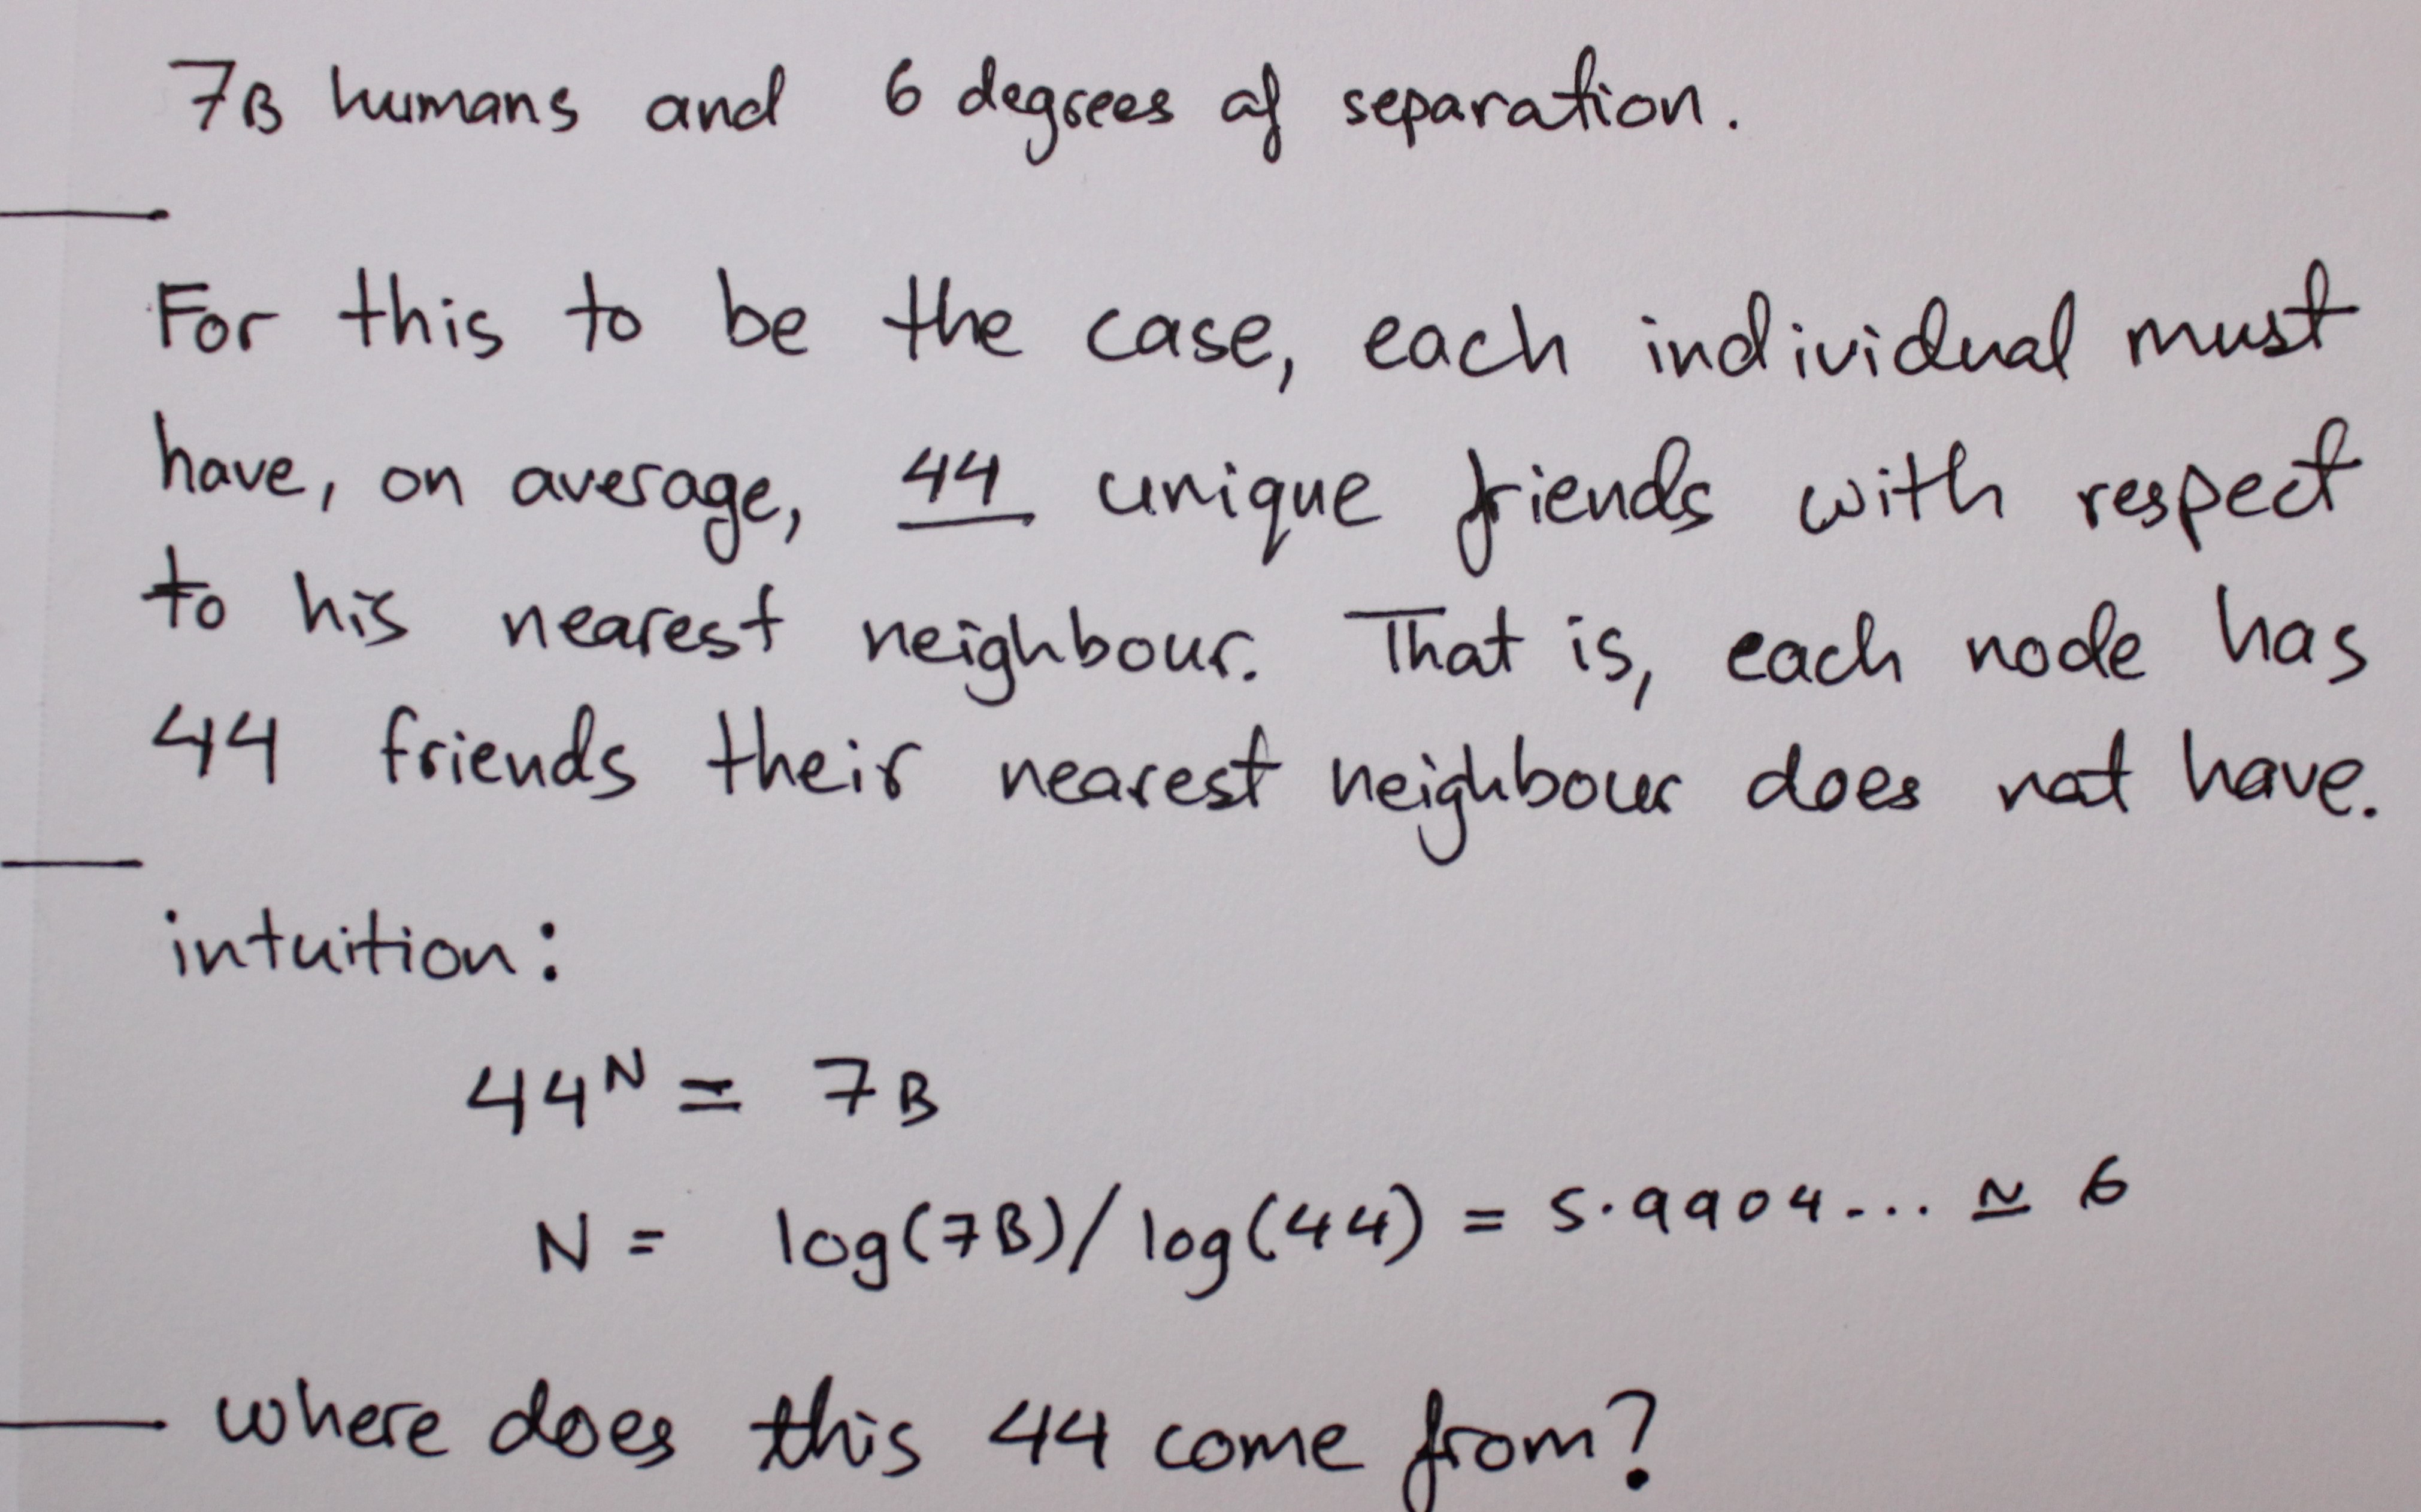 7B humans and 6 degrees of separation.
For this to be the case, each individual must
have, on average, 44 unique friends with respect
to his nearest neighbour. That is, each node has
44 friends their nearest neighbour does not have.
intuition:
44^N = 7B
N = log(7B)/log(44) = 5.9904... ≃ 6
where does this 44 come from?